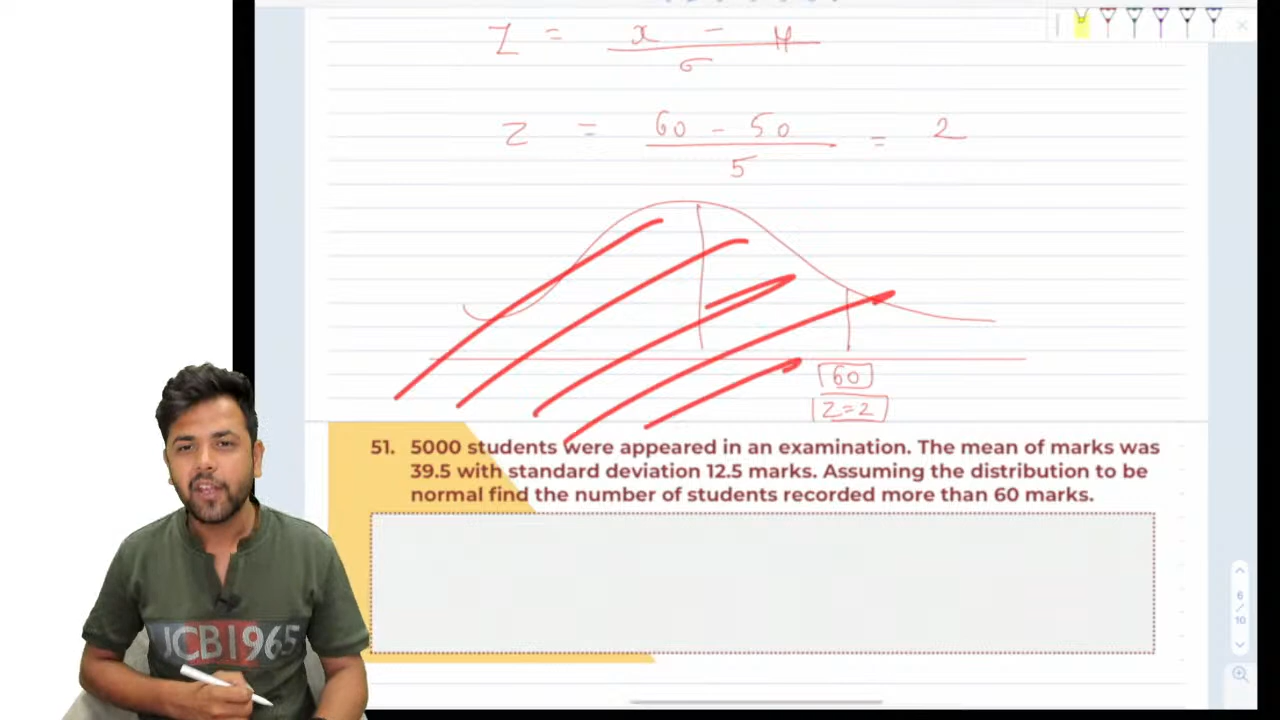 Z = x - μ
σ
Z = 60 - 50 = 2
5
60
Z=2
51. 5000 students were appeared in an examination. The mean of marks was
39.5 with standard deviation 12.5 marks. Assuming the distribution to be
normal find the number of students recorded more than 60 marks.
JCB1965
6
/
10